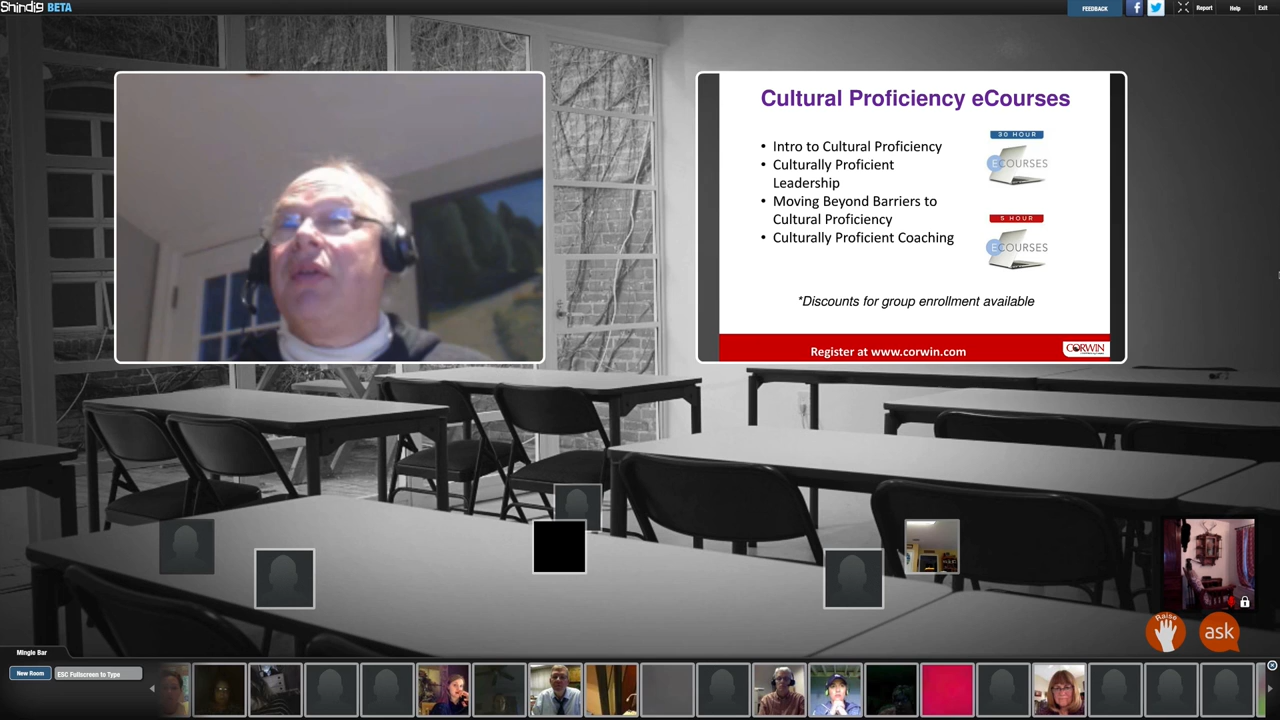 Shindig BETA
FEEDBACK
Report
Help
Exit
Cultural Proficiency eCourses
• Intro to Cultural Proficiency
• Culturally Proficient
Leadership
• Moving Beyond Barriers to
Cultural Proficiency
• Culturally Proficient Coaching
30 HOUR
ECOURSES
5 HOUR
ECOURSES
*Discounts for group enrollment available
Register at www.corwin.com
CORWIN
Raise
ask
Mingle Bar
New Room
ESC Fullscreen to Type